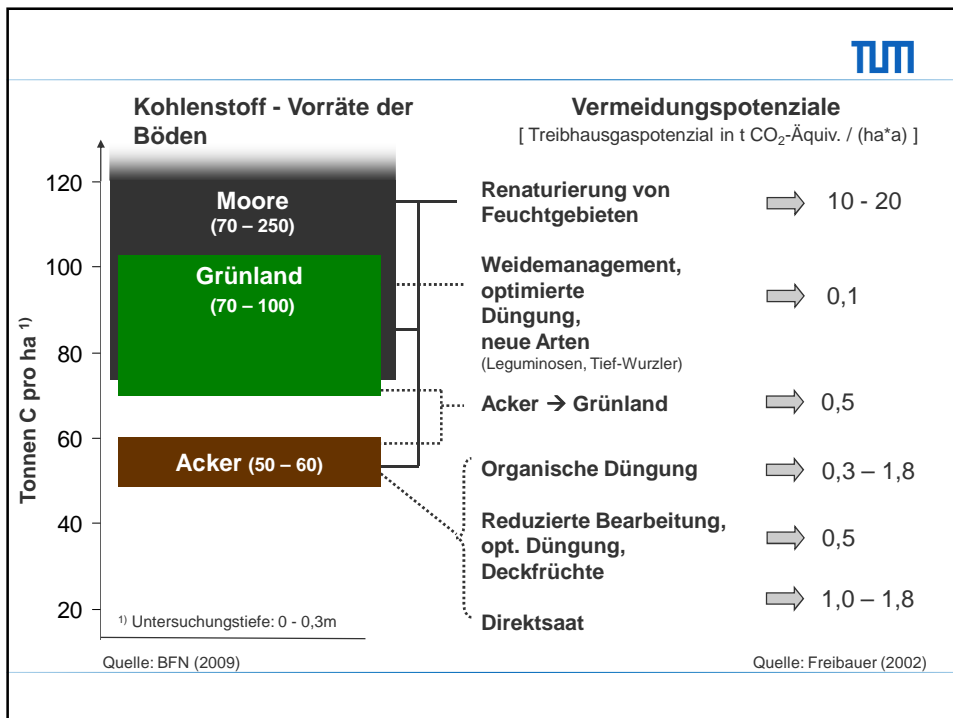 TUM
Kohlenstoff - Vorräte der
Böden
Tonnen C pro ha ¹⁾
120
100
80
60
40
20
Moore
(70 – 250)
Grünland
(70 – 100)
Acker (50 – 60)
¹⁾ Untersuchungstiefe: 0 - 0,3m
Quelle: BFN (2009)
Vermeidungspotenziale
[ Treibhausgaspotenzial in t CO₂-Äquiv. / (ha*a) ]
Renaturierung von
Feuchtgebieten
10 - 20
Weidemanagement,
optimierte
Düngung,
neue Arten
(Leguminosen, Tief-Wurzler)
0,1
Acker → Grünland
0,5
Organische Düngung
0,3 – 1,8
Reduzierte Bearbeitung,
opt. Düngung,
Deckfrüchte
0,5
Direktsaat
1,0 – 1,8
Quelle: Freibauer (2002)